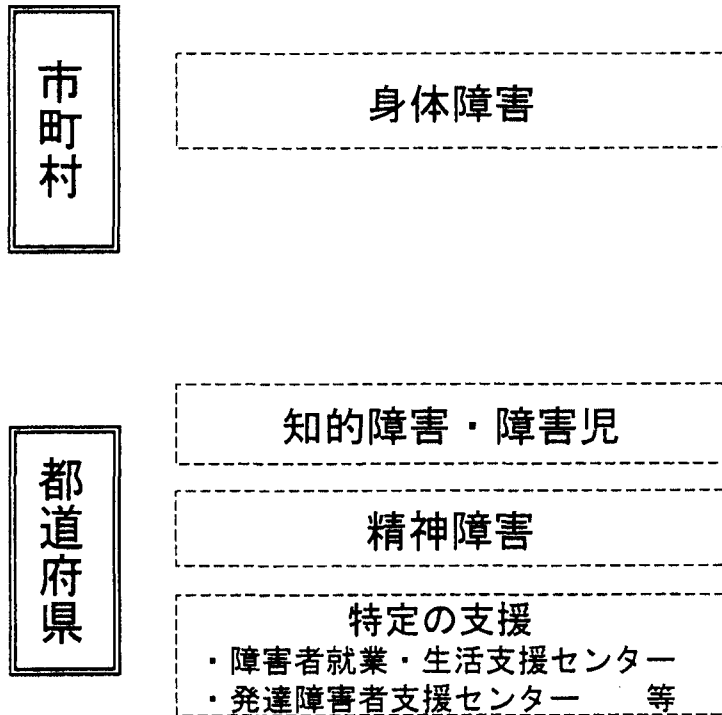 市町村
身体障害
都道府県
知的障害・障害児
精神障害
特定の支援
・障害者就業・生活支援センター
・発達障害者支援センター　等